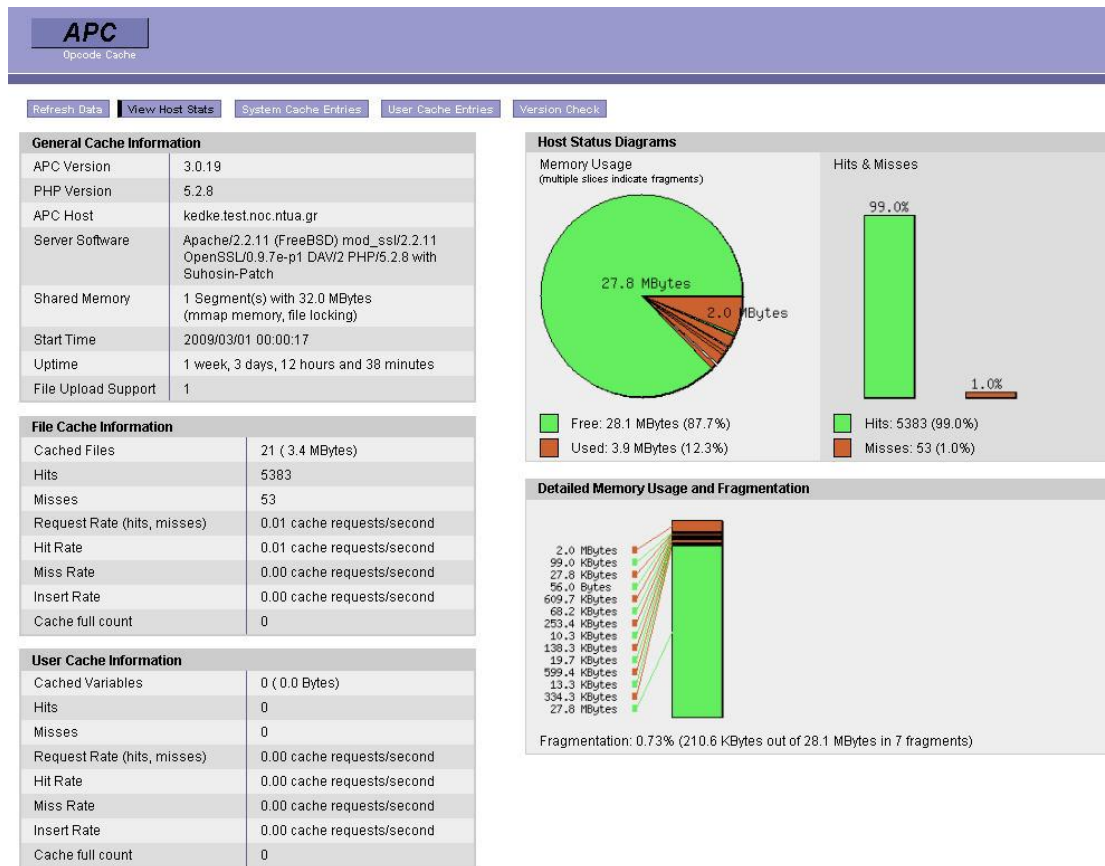 APC
Opcode Cache
Refresh Data View Host Stats System Cache Entries User Cache Entries Version Check
General Cache Information
APC Version 3.0.19
PHP Version 5.2.8
APC Host kedke.test.noc.ntua.gr
Server Software Apache/2.2.11 (FreeBSD) mod_ssl/2.2.11
OpenSSL/0.9.7e-p1 DAV/2 PHP/5.2.8 with
Suhosin-Patch
Shared Memory 1 Segment(s) with 32.0 MBytes
(mmap memory, file locking)
Start Time 2009/03/01 00:00:17
Uptime 1 week, 3 days, 12 hours and 38 minutes
File Upload Support 1
File Cache Information
Cached Files 21 ( 3.4 MBytes)
Hits 5383
Misses 53
Request Rate (hits, misses) 0.01 cache requests/second
Hit Rate 0.01 cache requests/second
Miss Rate 0.00 cache requests/second
Insert Rate 0.00 cache requests/second
Cache full count 0
User Cache Information
Cached Variables 0 ( 0.0 Bytes)
Hits 0
Misses 0
Request Rate (hits, misses) 0.00 cache requests/second
Hit Rate 0.00 cache requests/second
Miss Rate 0.00 cache requests/second
Insert Rate 0.00 cache requests/second
Cache full count 0
Host Status Diagrams
Memory Usage
(multiple slices indicate fragments)
27.8 MBytes
2.0 MBytes
Free: 28.1 MBytes (87.7%)
Used: 3.9 MBytes (12.3%)
Hits & Misses
99.0%
1.0%
Hits: 5383 (99.0%)
Misses: 53 (1.0%)
Detailed Memory Usage and Fragmentation
2.0 MBytes
99.0 KBytes
27.8 KBytes
56.0 Bytes
609.7 KBytes
68.2 KBytes
253.4 KBytes
10.3 KBytes
138.3 KBytes
19.7 KBytes
599.4 KBytes
13.3 KBytes
334.3 KBytes
27.8 MBytes
Fragmentation: 0.73% (210.6 KBytes out of 28.1 MBytes in 7 fragments)